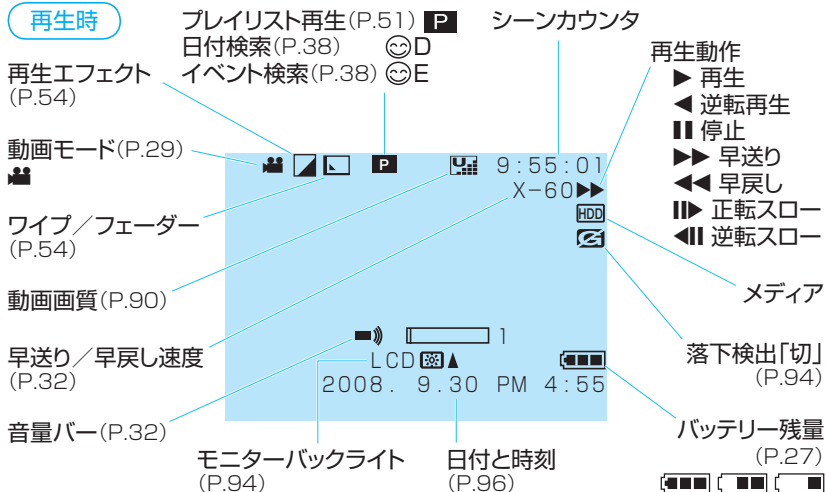 再生時
プレイリスト再生(P.51) P
日付検索(P.38) D
イベント検索(P.38) E
シーンカウンタ
再生エフェクト
(P.54)
動画モード(P.29)
ワイプ／フェーダー
(P.54)
動画画質(P.90)
早送り／早戻し速度
(P.32)
音量バー(P.32)
P
U
9:55:01
X-60▶▶
HDD
1
LCD
2008. 9.30 PM 4:55
モニターバックライト
(P.94)
日付と時刻
(P.96)
再生動作
▶ 再生
◀ 逆転再生
❚❚ 停止
▶▶ 早送り
◀◀ 早戻し
❚❚▶ 正転スロー
◀❚❚ 逆転スロー
メディア
落下検出「切」
(P.94)
バッテリー残量
(P.27)